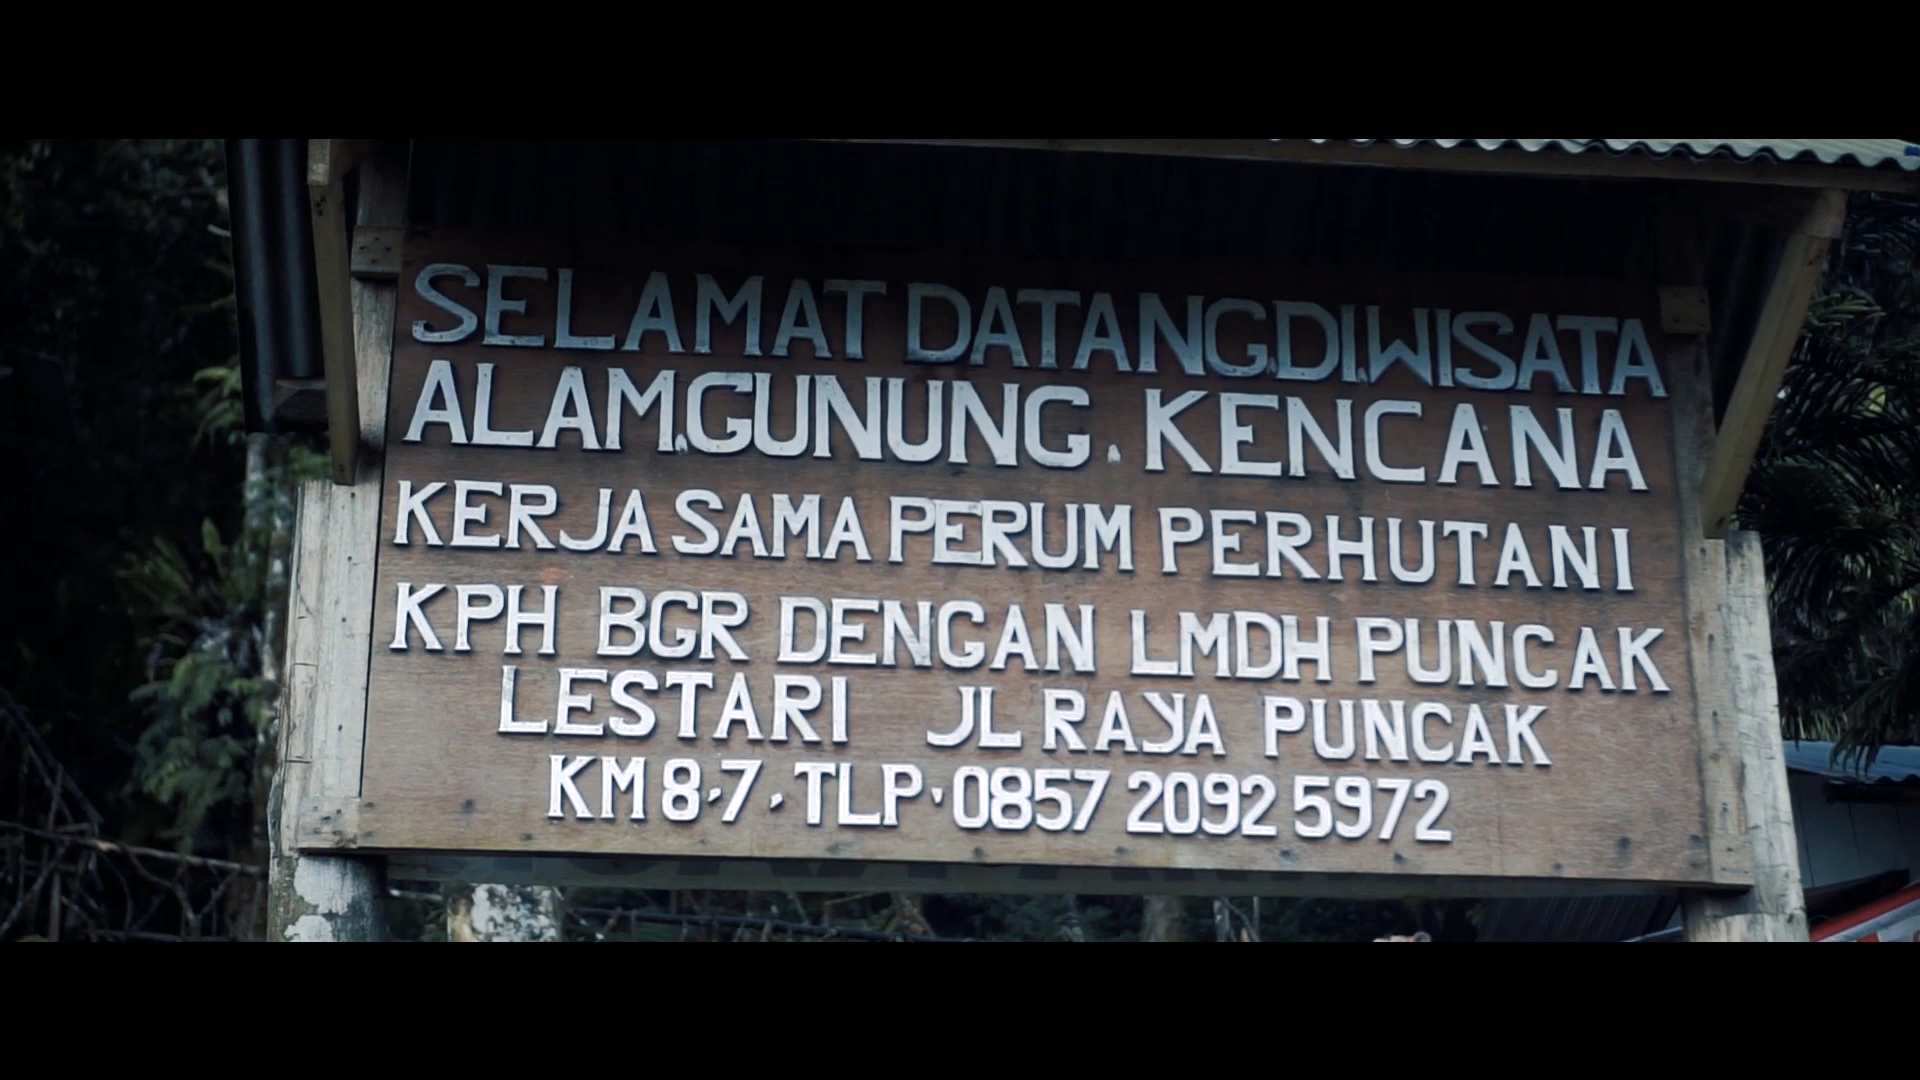 SELAMAT DATANG.DI.WISATA
ALAM.GUNUNG.KENCANA
KERJA SAMA PERUM PERHUTANI
KPH BGR DENGAN LMDH PUNCAK
LESTARI JL RAYA PUNCAK
KM 8.7. TLP.0857 2092 5972